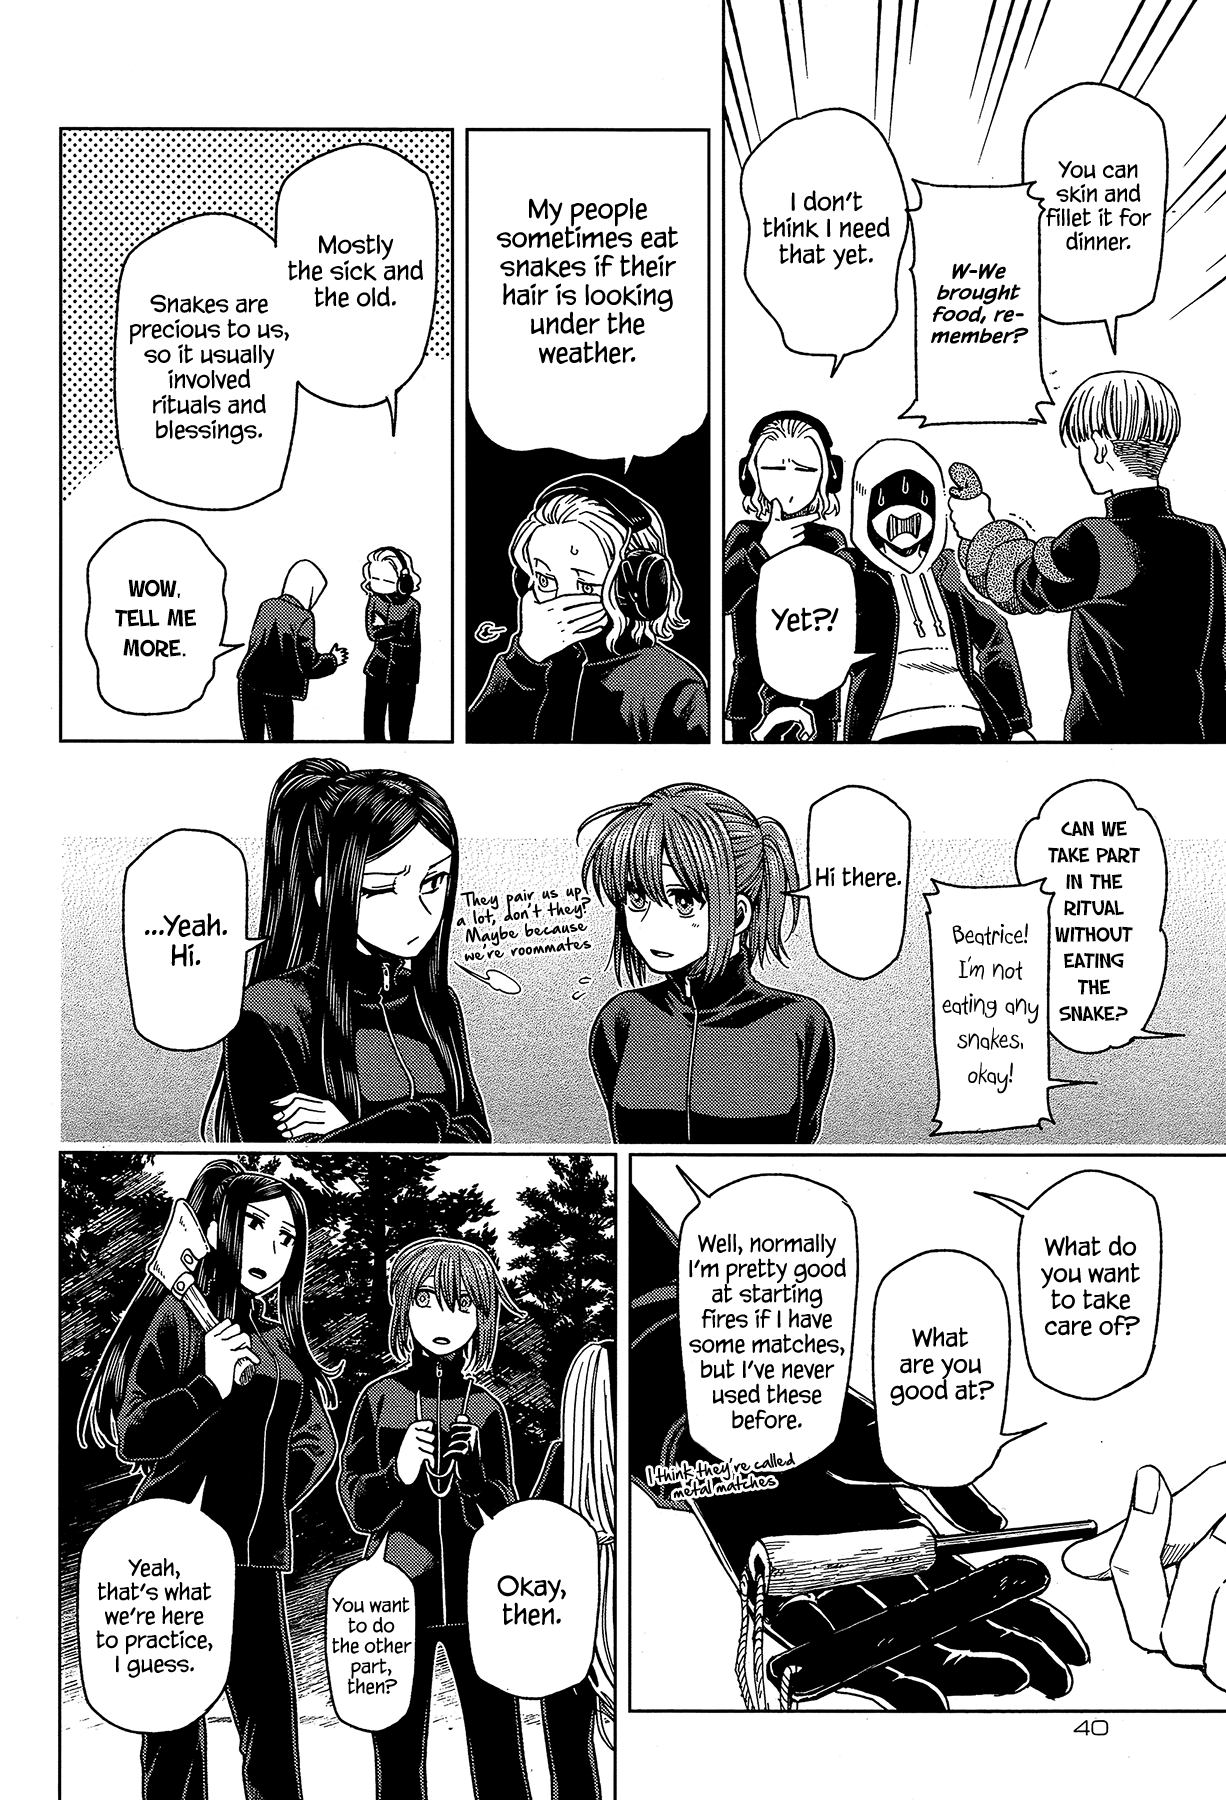 You can
skin and
fillet it for
dinner.
W-We
brought
food, re-
member?
I don't
think I need
that yet.
Yet?!
My people
sometimes eat
snakes if their
hair is looking
under the
weather.
Mostly
the sick and
the old.
Snakes are
precious to us,
so it usually
involved
rituals and
blessings.
WOW,
TELL ME
MORE.
CAN WE
TAKE PART
IN THE
RITUAL
WITHOUT
EATING
THE
SNAKE?
Beatrice!
I'm not
eating any
snakes,
okay!
Hi there.
They pair us up
a lot, don't they?
Maybe because
we're roommates
...Yeah.
Hi.
What do
you want
to take
care of?
What
are you
good at?
Well, normally
I'm pretty good
at starting
fires if I have
some matches,
but I've never
used these
before.
I think they're called
metal matches
Okay,
then.
You want
to do
the other
part,
then?
Yeah,
that's what
we're here
to practice,
I guess.
40